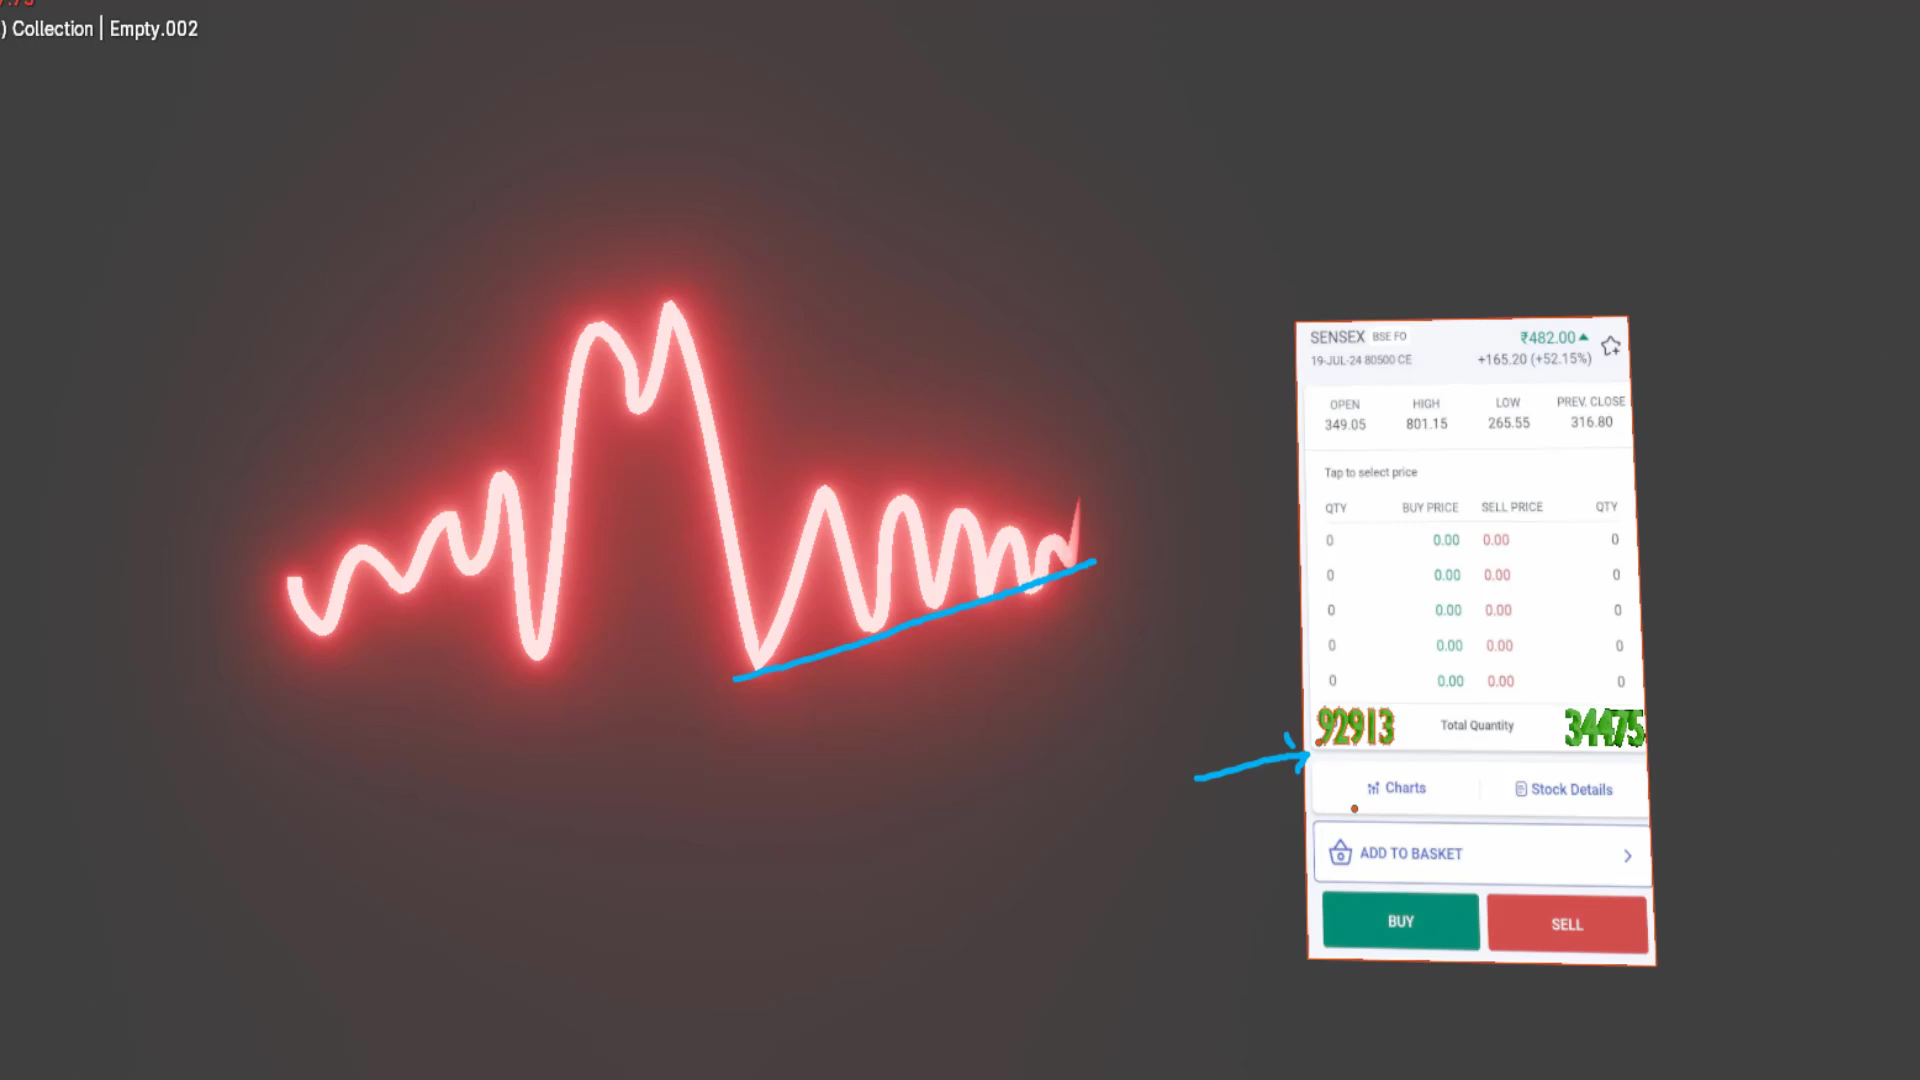 ) Collection | Empty.002
SENSEX BSE FO ₹482.00
19-JUL-24 80500 CE +165.20 (+52.15%)
OPEN HIGH LOW PREV. CLOSE
349.05 801.15 265.55 316.80
Tap to select price
QTY BUY PRICE SELL PRICE QTY
0 0.00 0.00 0
0 0.00 0.00 0
0 0.00 0.00 0
0 0.00 0.00 0
0 0.00 0.00 0
92913 Total Quantity 34475
Charts Stock Details
ADD TO BASKET
BUY SELL